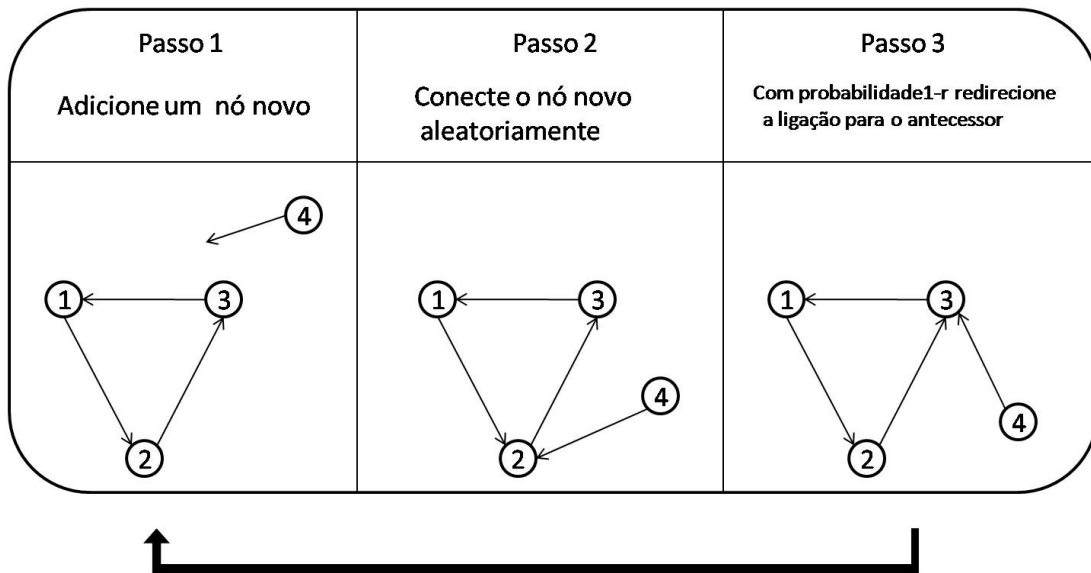 Passo 1
Adicione um nó novo
Passo 2
Conecte o nó novo
aleatoriamente
Passo 3
Com probabilidade1-r redirecione
a ligação para o antecessor
4
1
3
2
1
3
4
2
1
3
4
2